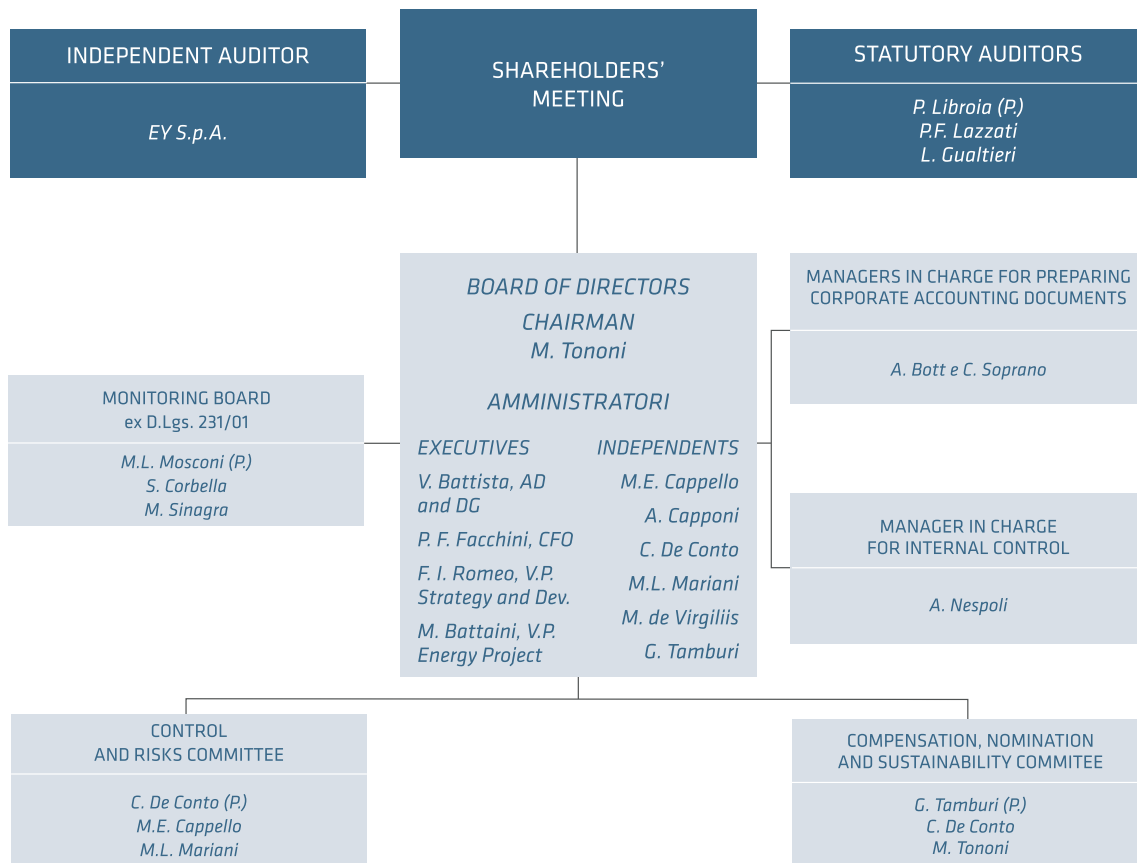 INDEPENDENT AUDITOR
EY S.p.A.
SHAREHOLDERS’
MEETING
STATUTORY AUDITORS
P. Libroia (P.)
P.F. Lazzati
L. Gualtieri
BOARD OF DIRECTORS
CHAIRMAN
M. Tononi
AMMINISTRATORI
EXECUTIVES
V. Battista, AD
and DG
P. F. Facchini, CFO
F. I. Romeo, V.P.
Strategy and Dev.
M. Battaini, V.P.
Energy Project
INDEPENDENTS
M.E. Cappello
A. Capponi
C. De Conto
M.L. Mariani
M. de Virgiliis
G. Tamburi
MONITORING BOARD
ex D.Lgs. 231/01
M.L. Mosconi (P.)
S. Corbella
M. Sinagra
MANAGERS IN CHARGE FOR PREPARING
CORPORATE ACCOUNTING DOCUMENTS
A. Bott e C. Soprano
MANAGER IN CHARGE
FOR INTERNAL CONTROL
A. Nespoli
CONTROL
AND RISKS COMMITTEE
C. De Conto (P.)
M.E. Cappello
M.L. Mariani
COMPENSATION, NOMINATION
AND SUSTAINABILITY COMMITEE
G. Tamburi (P.)
C. De Conto
M. Tononi